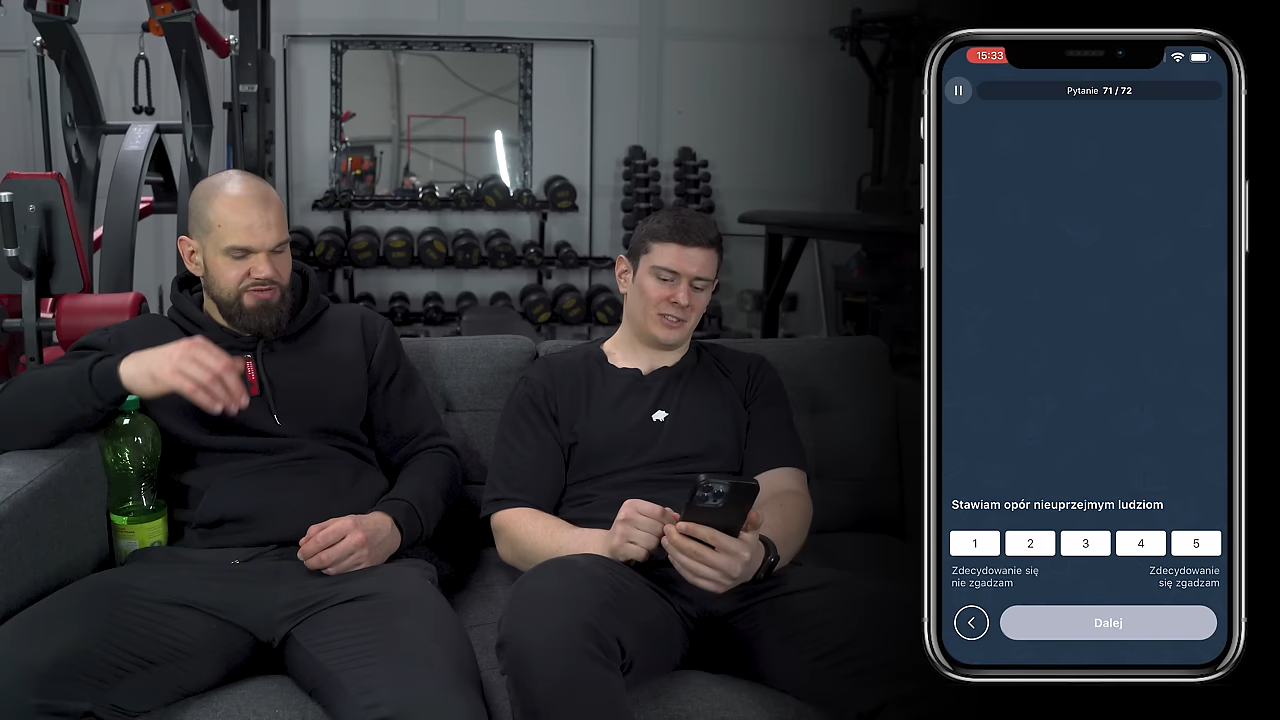 15:33
Pytanie 71 / 72
Stawiam opór nieuprzejmym ludziom
1 2 3 4 5
Zdecydowanie się
nie zgadzam
Zdecydowanie
się zgadzam
Dalej